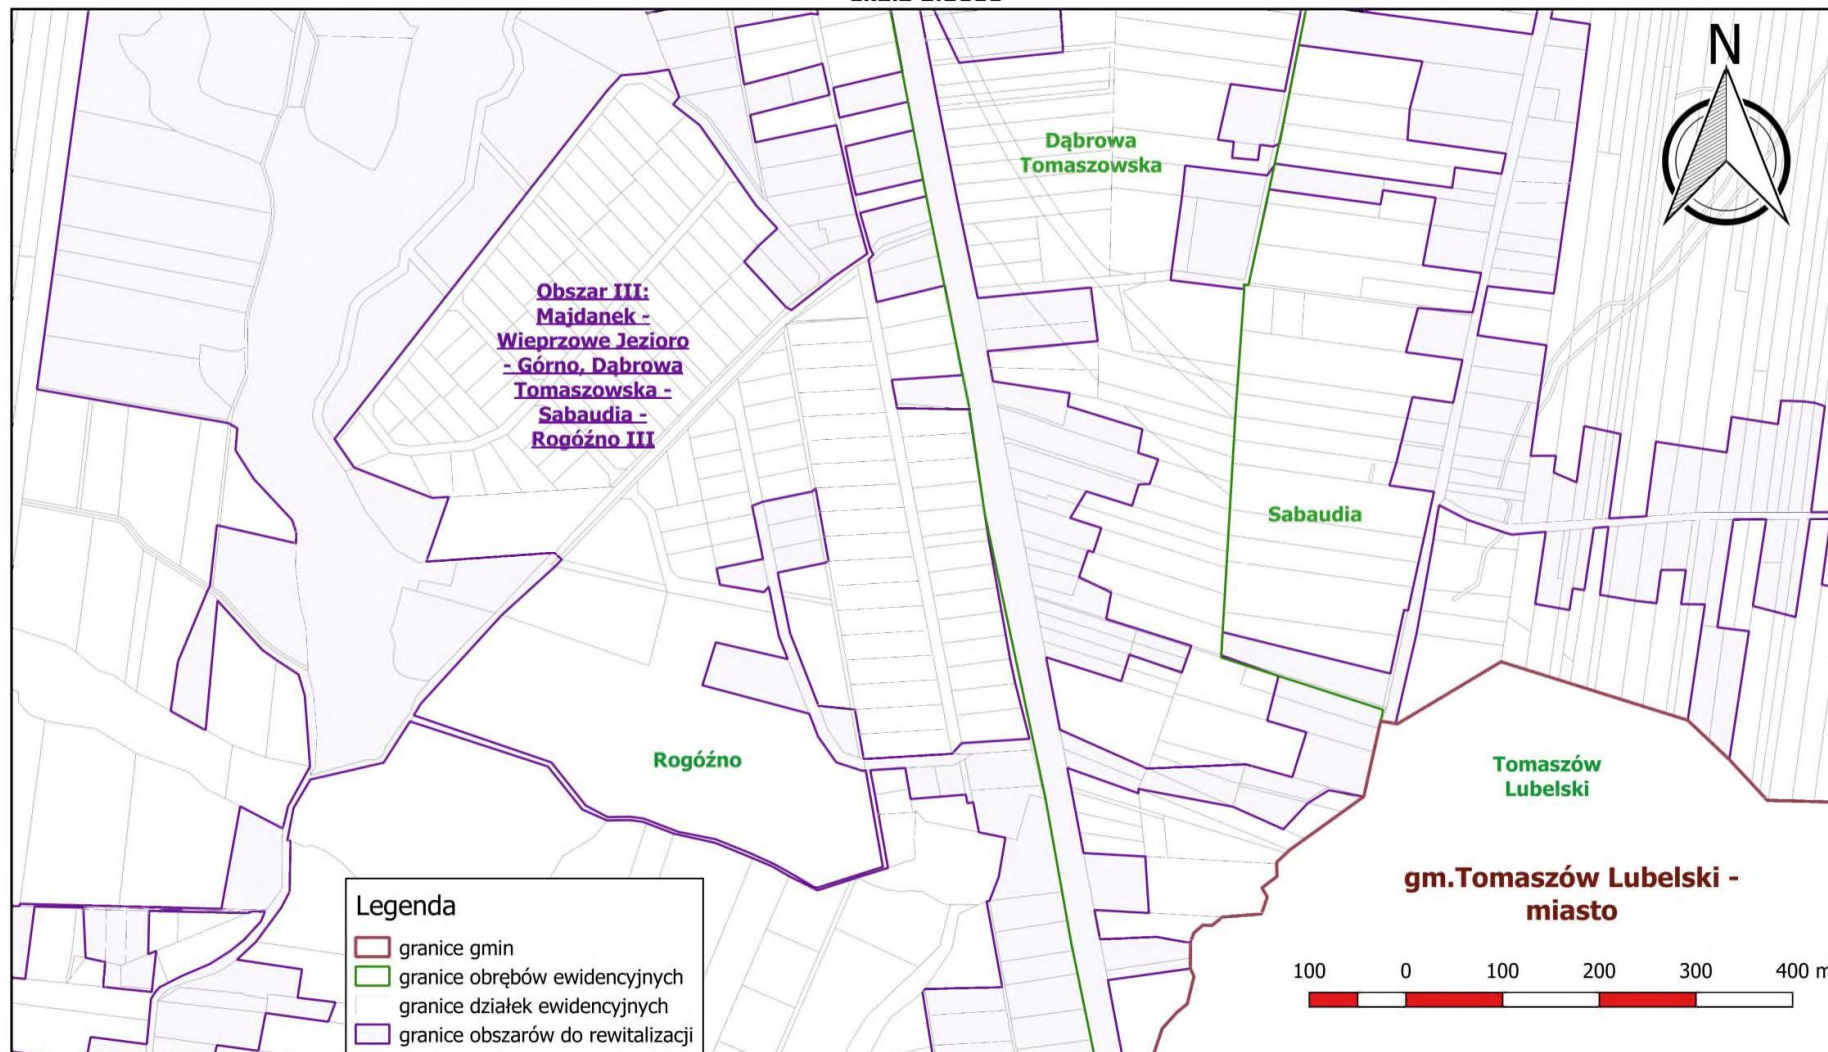 N
Dąbrowa
Tomaszowska
Obszar III:
Majdanek -
Wieprzowe Jezioro
- Górno, Dąbrowa
Tomaszowska -
Sabaudia -
Rogóźno III
Sabaudia
Rogóźno
Tomaszów
Lubelski
gm.Tomaszów Lubelski -
miasto
Legenda
granice gmin
granice obrębów ewidencyjnych
granice działek ewidencyjnych
granice obszarów do rewitalizacji
100 0 100 200 300 400 m